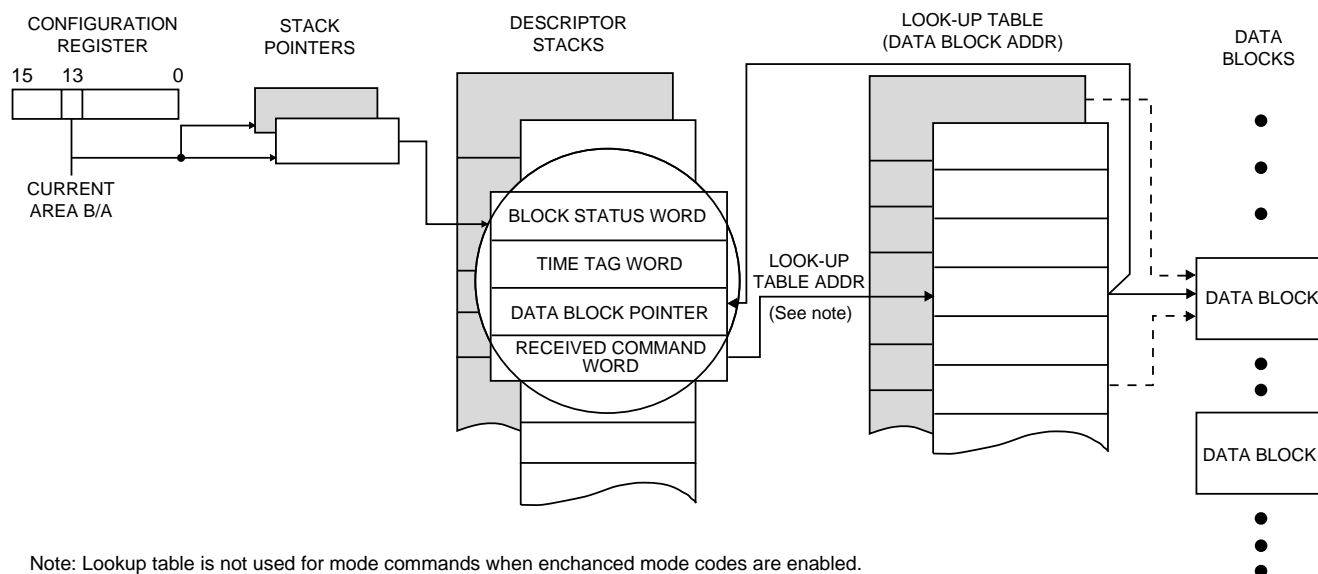 CONFIGURATION
REGISTER
15 13 0
CURRENT
AREA B/A
STACK
POINTERS
DESCRIPTOR
STACKS
BLOCK STATUS WORD
TIME TAG WORD
DATA BLOCK POINTER
RECEIVED COMMAND
WORD
LOOK-UP
TABLE ADDR
(See note)
LOOK-UP TABLE
(DATA BLOCK ADDR)
DATA
BLOCKS
DATA BLOCK
DATA BLOCK
Note: Lookup table is not used for mode commands when enchanced mode codes are enabled.